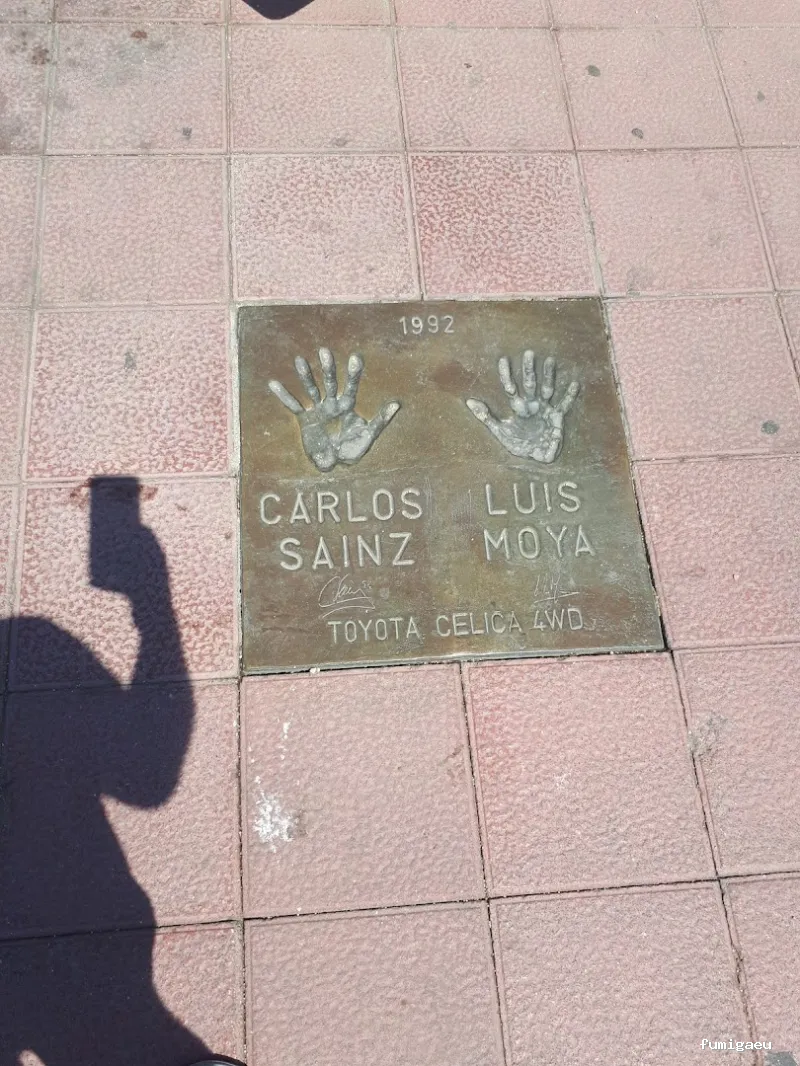 1992
CARLOS LUIS
SAINZ MOYA
TOYOTA CELICA 4WD
fumigaeu